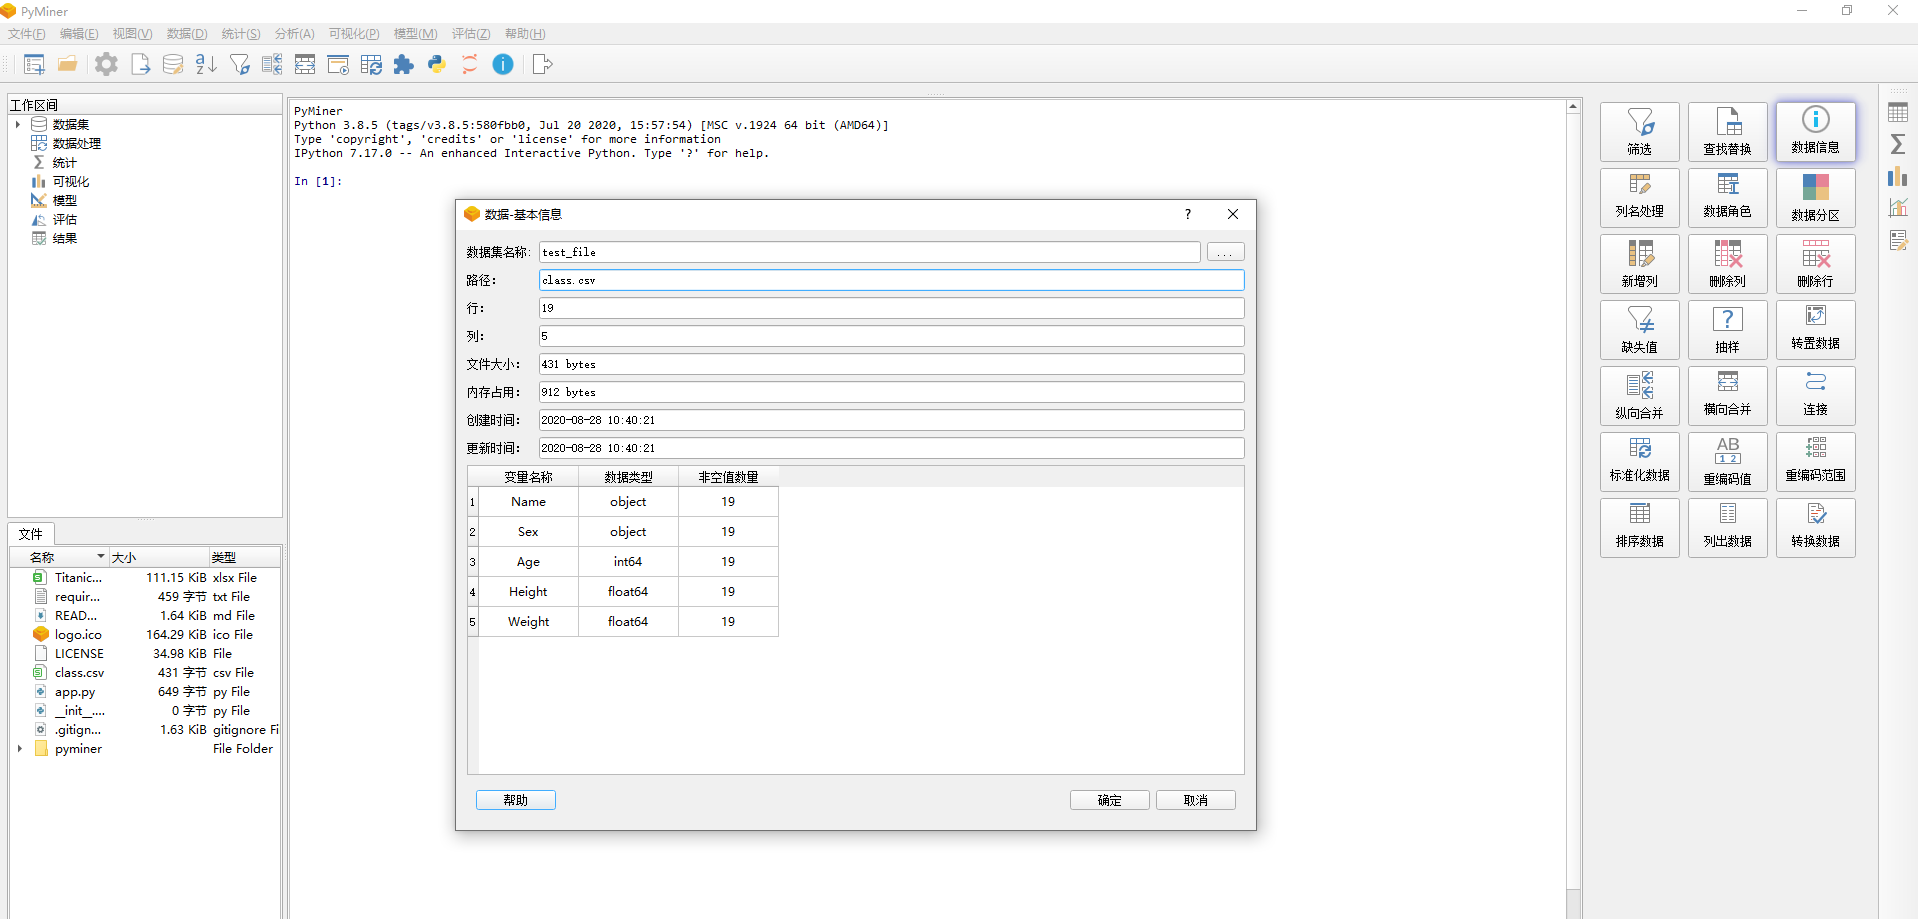 PyMiner
文件(F) 编辑(E) 视图(V) 数据(D) 统计(S) 分析(A) 可视化(P) 模型(M) 评估(Z) 帮助(H)
工作区间
数据集
数据处理
统计
可视化
模型
评估
结果
文件
名称 大小 类型
Titanic... 111.15 KiB xlsx File
requir... 459 字节 txt File
READ... 1.64 KiB md File
logo.ico 164.29 KiB ico File
LICENSE 34.98 KiB File
class.csv 431 字节 csv File
app.py 649 字节 py File
__init__.... 0 字节 py File
.gitign... 1.63 KiB gitignore Fi
pyminer File Folder
PyMiner
Python 3.8.5 (tags/v3.8.5:580fbb0, Jul 20 2020, 15:57:54) [MSC v.1924 64 bit (AMD64)]
Type 'copyright', 'credits' or 'license' for more information
IPython 7.17.0 -- An enhanced Interactive Python. Type '?' for help.
In [1]:
数据-基本信息
?
数据集名称: test_file ...
路径: class.csv
行: 19
列: 5
文件大小: 431 bytes
内存占用: 912 bytes
创建时间: 2020-08-28 10:40:21
更新时间: 2020-08-28 10:40:21
变量名称 数据类型 非空值数量
1 Name object 19
2 Sex object 19
3 Age int64 19
4 Height float64 19
5 Weight float64 19
帮助 确定 取消
筛选 查找替换 数据信息
列名处理 数据角色 数据分区
新增列 删除列 删除行
缺失值 抽样 转置数据
纵向合并 横向合并 连接
标准化数据 重编码值 重编码范围
排序数据 列出数据 转换数据